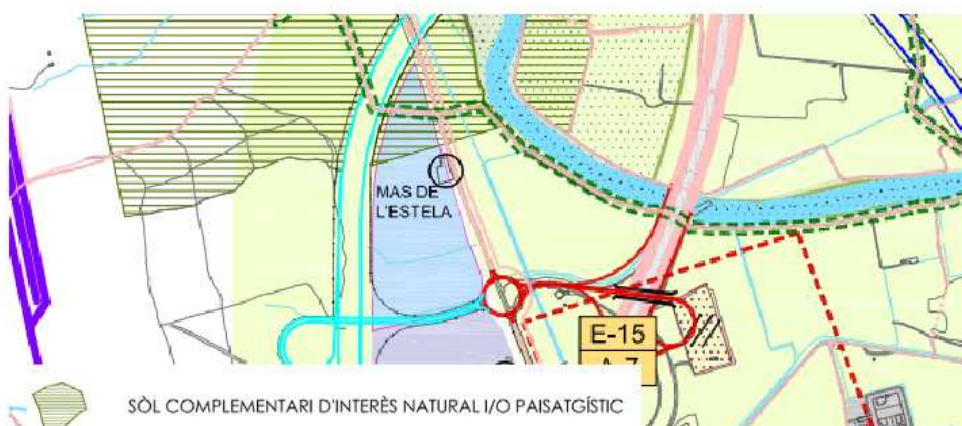 MAS DE
L'ESTELA
E-15
A-7
SÒL COMPLEMENTARI D'INTERÈS NATURAL I/O PAISATGÍSTIC